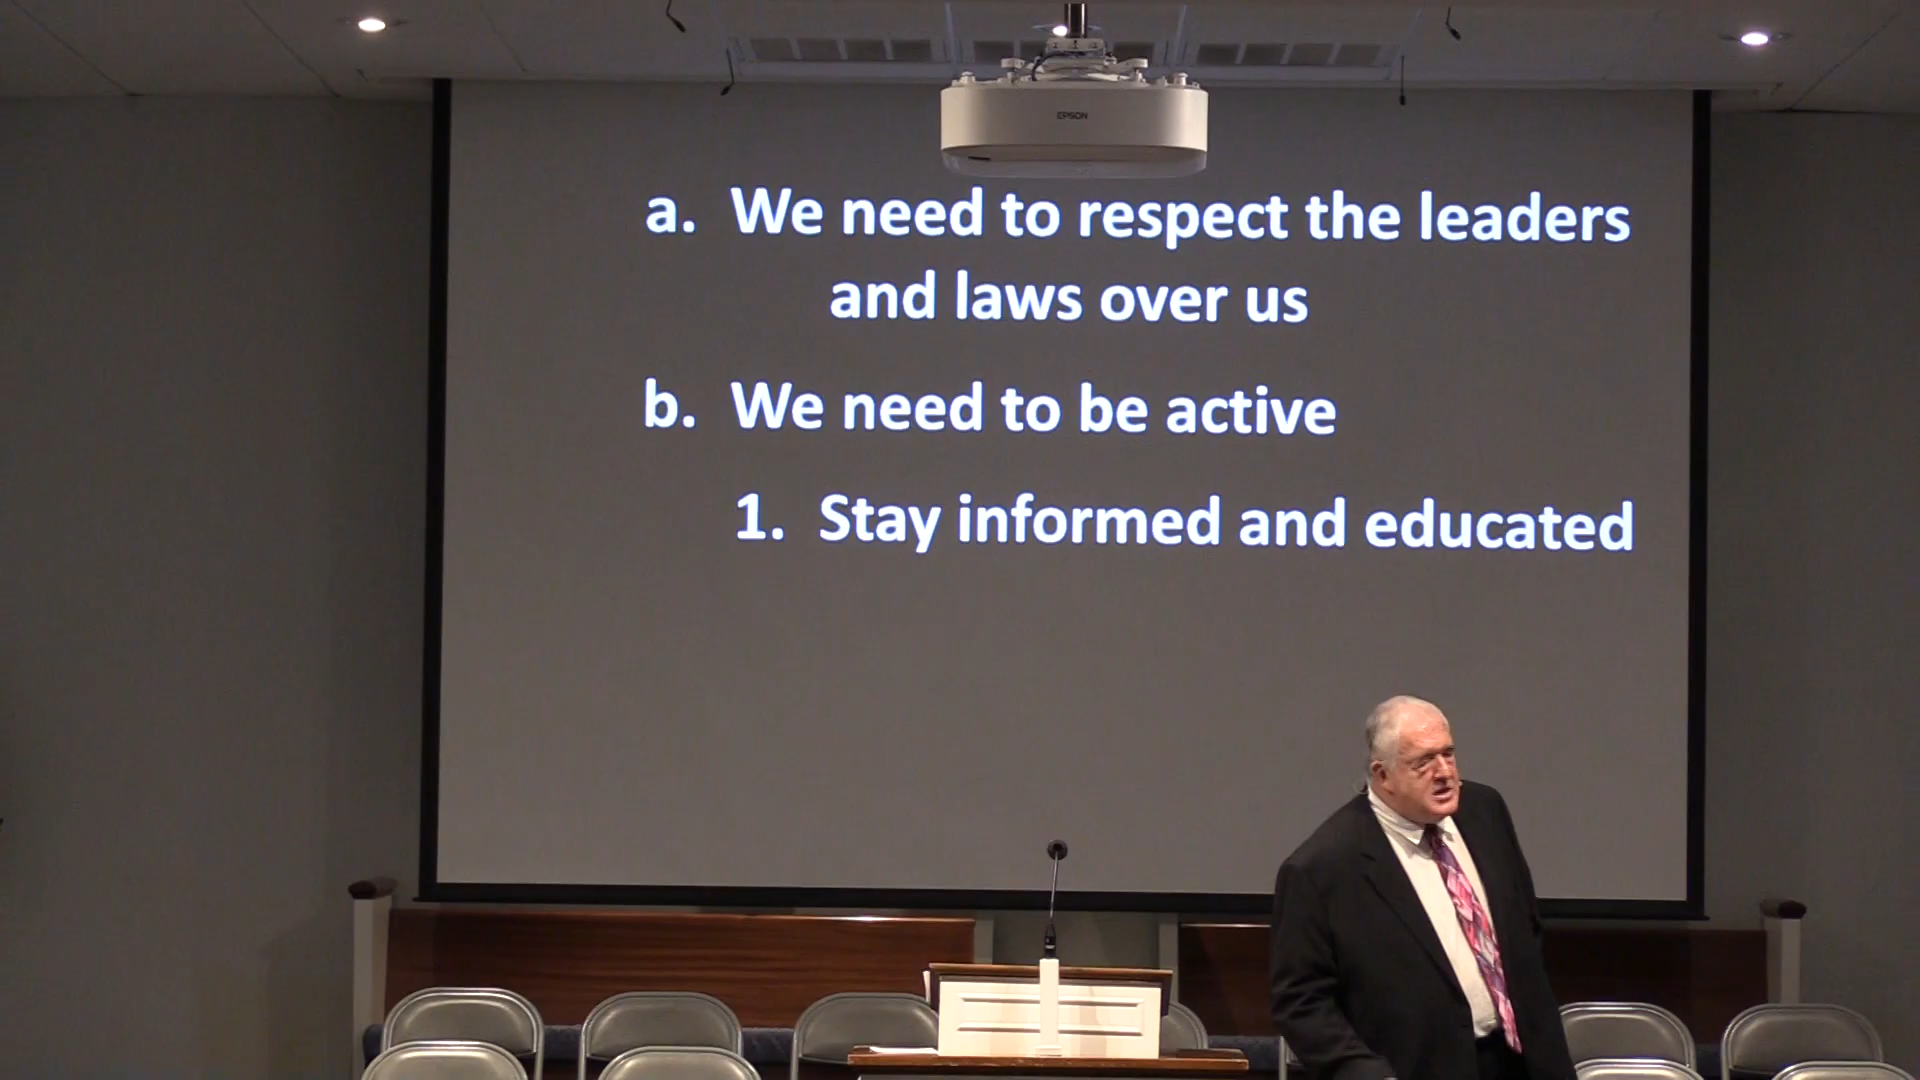 EPSON
a. We need to respect the leaders
and laws over us
b. We need to be active
1. Stay informed and educated